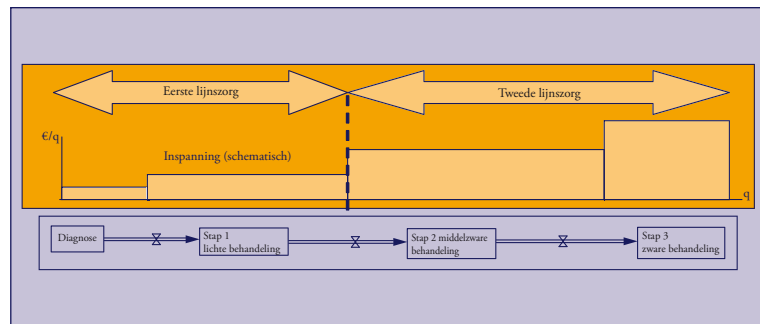 Eerste lijnszorg
Tweede lijnszorg
€/q
Inspanning (schematisch)
q
Diagnose
Stap 1
lichte behandeling
Stap 2 middelzware
behandeling
Stap 3
zware behandeling